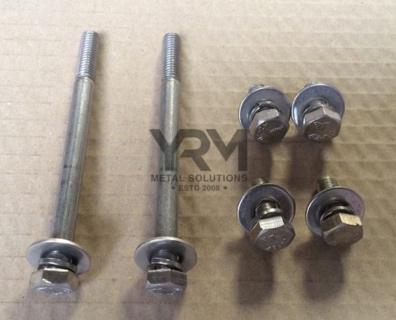 YRM
METAL SOLUTIONS
• ESTD 2008 •